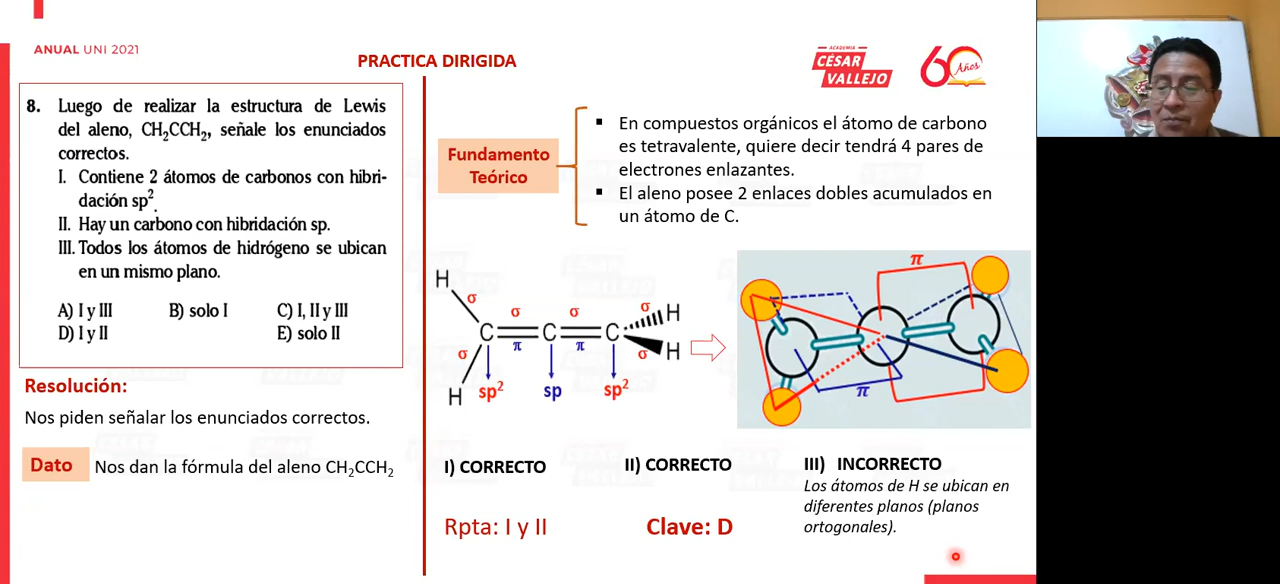 ANUAL UNI 2021
PRACTICA DIRIGIDA
ACADEMIA
CÉSAR
VALLEJO
60
Años
8. Luego de realizar la estructura de Lewis
del aleno, CH₂CCH₂, señale los enunciados
correctos.
I. Contiene 2 átomos de carbonos con hibri-
dación sp².
II. Hay un carbono con hibridación sp.
III. Todos los átomos de hidrógeno se ubican
en un mismo plano.
A) I y III B) solo I C) I, II y III
D) I y II E) solo II
Resolución:
Nos piden señalar los enunciados correctos.
Dato Nos dan la fórmula del aleno CH₂CCH₂
Fundamento
Teórico
▪ En compuestos orgánicos el átomo de carbono
es tetravalente, quiere decir tendrá 4 pares de
electrones enlazantes.
▪ El aleno posee 2 enlaces dobles acumulados en
un átomo de C.
H σ σ σ σ H
C C C
σ π π σ H
H sp² sp sp²
π
π
I) CORRECTO II) CORRECTO III) INCORRECTO
Los átomos de H se ubican en
diferentes planos (planos
ortogonales).
Rpta: I y II Clave: D